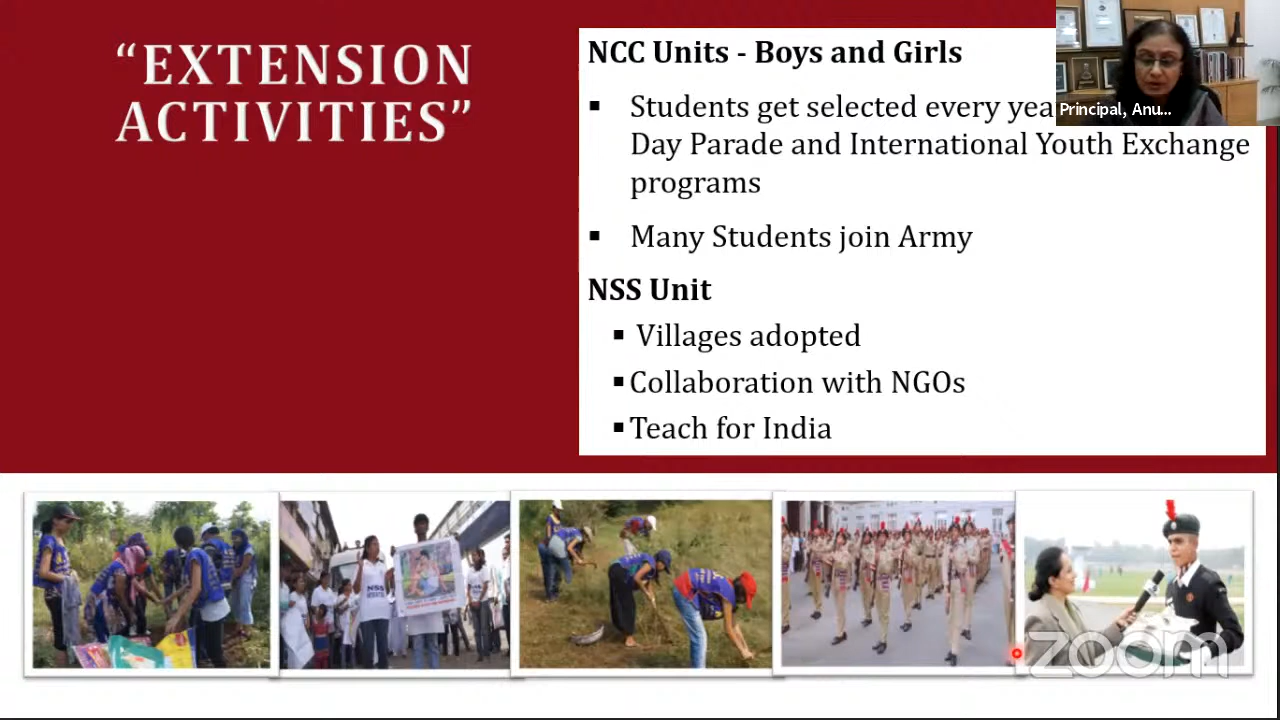 “EXTENSION
ACTIVITIES”
NCC Units - Boys and Girls
▪ Students get selected every yea
Day Parade and International Youth Exchange
programs
▪ Many Students join Army
NSS Unit
▪ Villages adopted
▪ Collaboration with NGOs
▪ Teach for India
Principal, Anu...
NSS
zoom